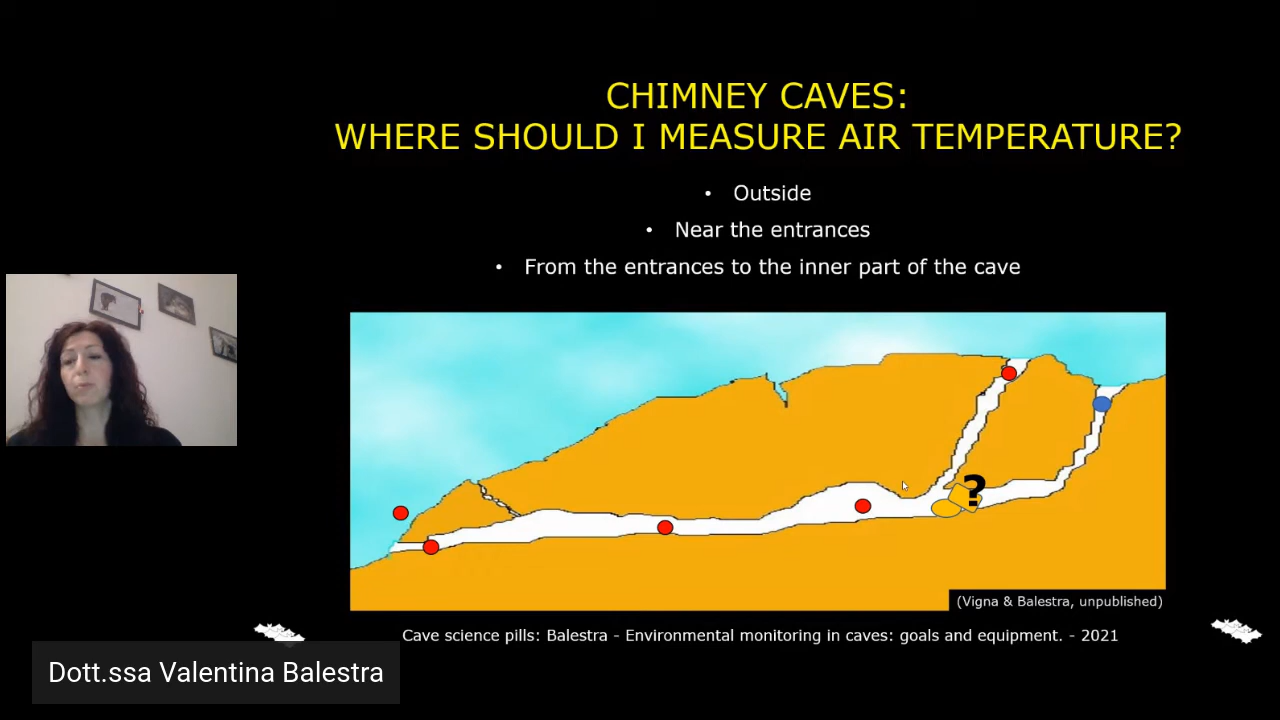 CHIMNEY CAVES:
WHERE SHOULD I MEASURE AIR TEMPERATURE?
• Outside
• Near the entrances
• From the entrances to the inner part of the cave
?
(Vigna & Balestra, unpublished)
Cave science pills: Balestra - Environmental monitoring in caves: goals and equipment. - 2021
Dott.ssa Valentina Balestra